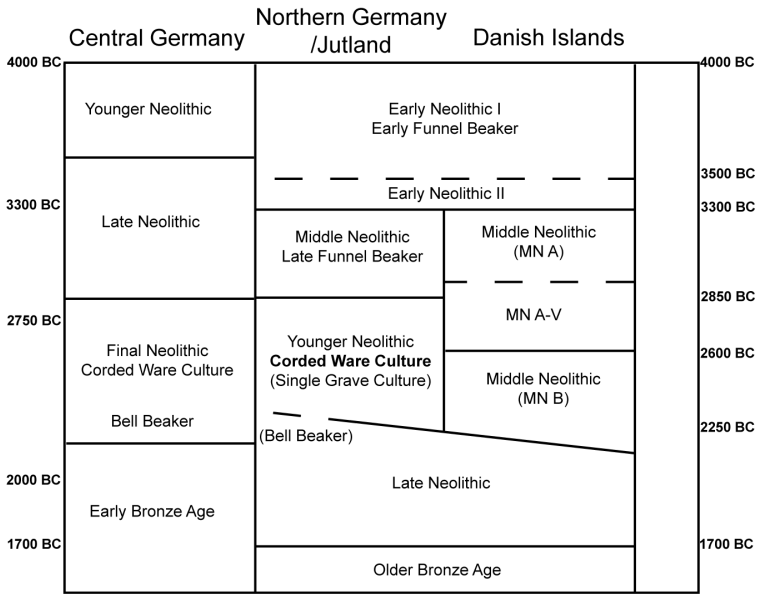 Central Germany
Northern Germany
/Jutland
Danish Islands
4000 BC
4000 BC
Younger Neolithic
Early Neolithic I
Early Funnel Beaker
3500 BC
Early Neolithic II
3300 BC
3300 BC
Late Neolithic
Middle Neolithic
Late Funnel Beaker
Middle Neolithic
(MN A)
2850 BC
2750 BC
MN A-V
Final Neolithic
Corded Ware Culture
Younger Neolithic
Corded Ware Culture
(Single Grave Culture)
2600 BC
Middle Neolithic
(MN B)
Bell Beaker
(Bell Beaker)
2250 BC
2000 BC
Late Neolithic
Early Bronze Age
1700 BC
1700 BC
Older Bronze Age